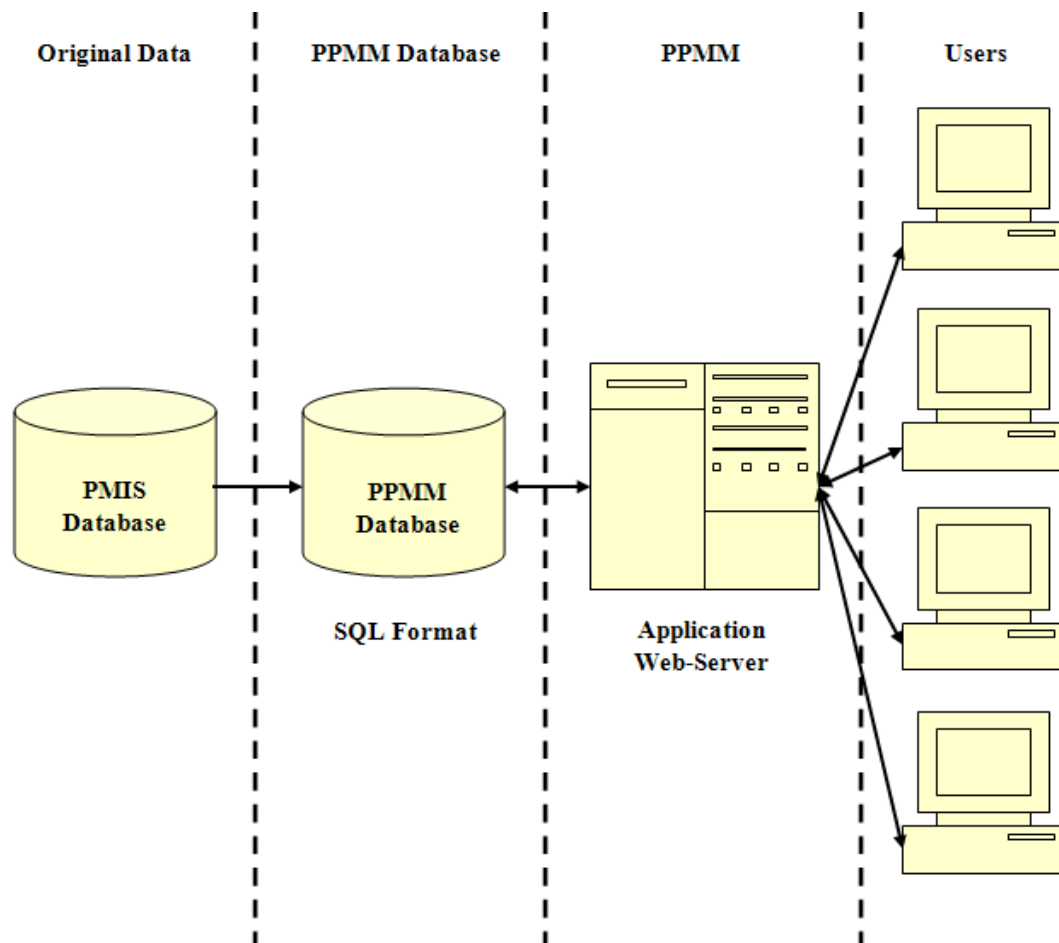 Original Data
PPMM Database
PPMM
Users
PMIS
Database
PPMM
Database
SQL Format
Application
Web-Server